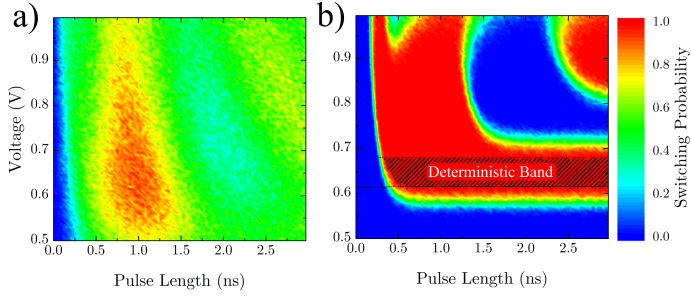 a)
b)
Voltage (V)
0.9
0.8
0.7
0.6
0.5
0.0 0.5 1.0 1.5 2.0 2.5
Pulse Length (ns)
0.9
0.8
0.7
0.6
0.5
0.0 0.5 1.0 1.5 2.0 2.5
Pulse Length (ns)
Deterministic Band
1.0
0.8
0.6
0.4
0.2
0.0
Switching Probability